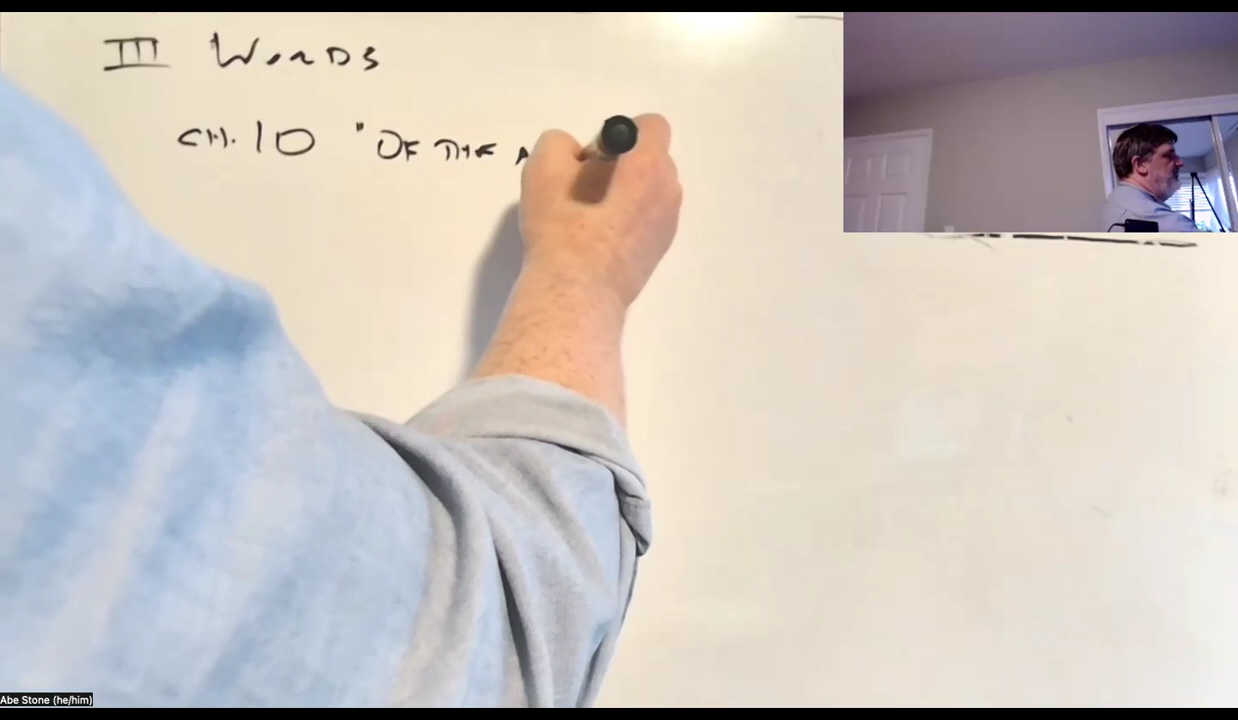 III Words
CH. 10 "OF THE A
Abe Stone (he/him)